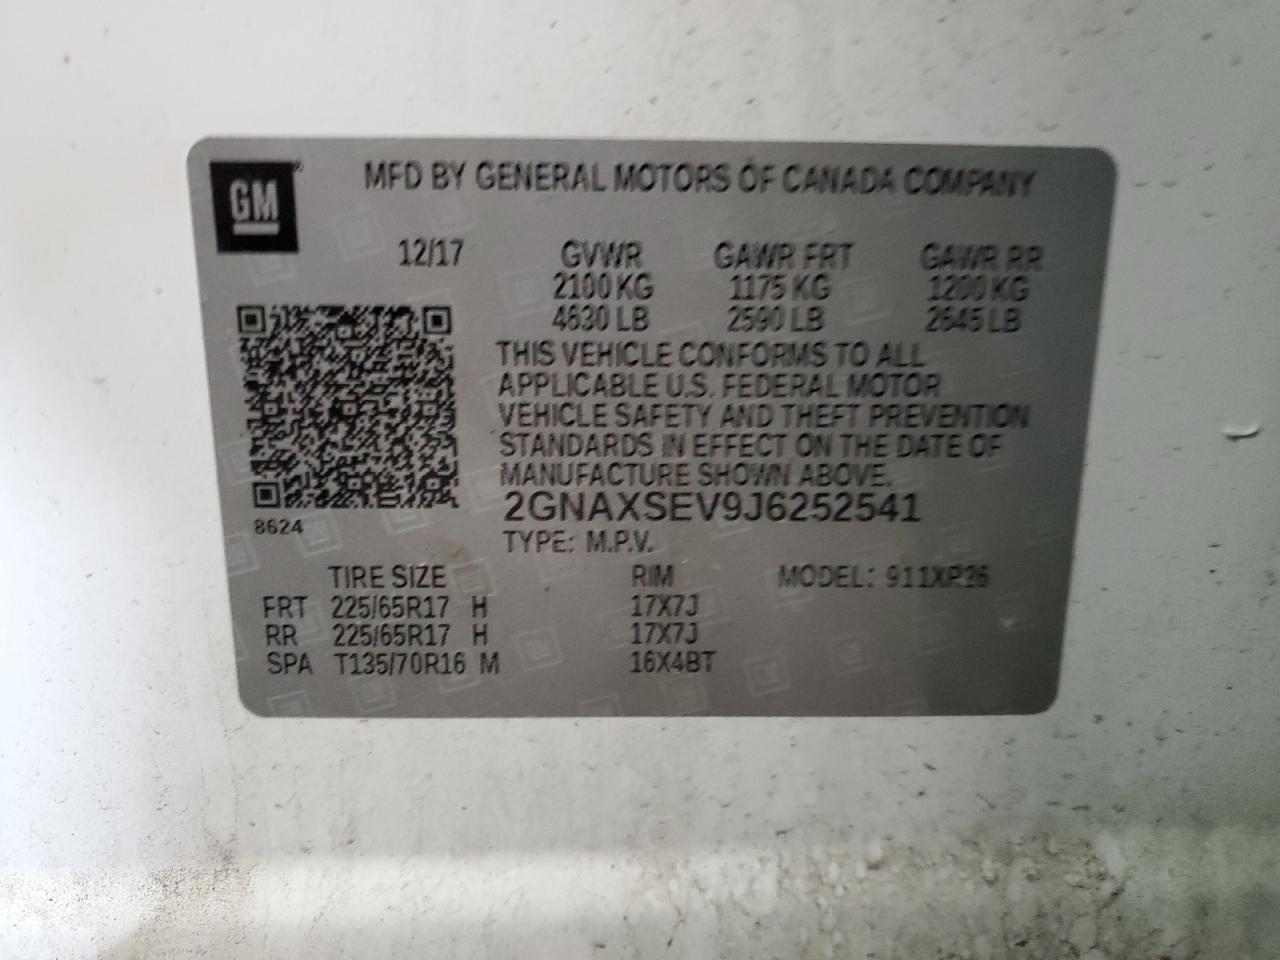 GM
MFD BY GENERAL MOTORS OF CANADA COMPANY
12/17 GVWR GAWR FRT GAWR RR
2100 KG 1175 KG 1200 KG
4630 LB 2590 LB 2645 LB
THIS VEHICLE CONFORMS TO ALL
APPLICABLE U.S. FEDERAL MOTOR
VEHICLE SAFETY AND THEFT PREVENTION
STANDARDS IN EFFECT ON THE DATE OF
MANUFACTURE SHOWN ABOVE.
2GNAXSEV9J6252541
8624
TYPE: M.P.V.
TIRE SIZE RIM MODEL: 911XR26
FRT 225/65R17 H 17X7J
RR 225/65R17 H 17X7J
SPA T135/70R16 M 16X4BT